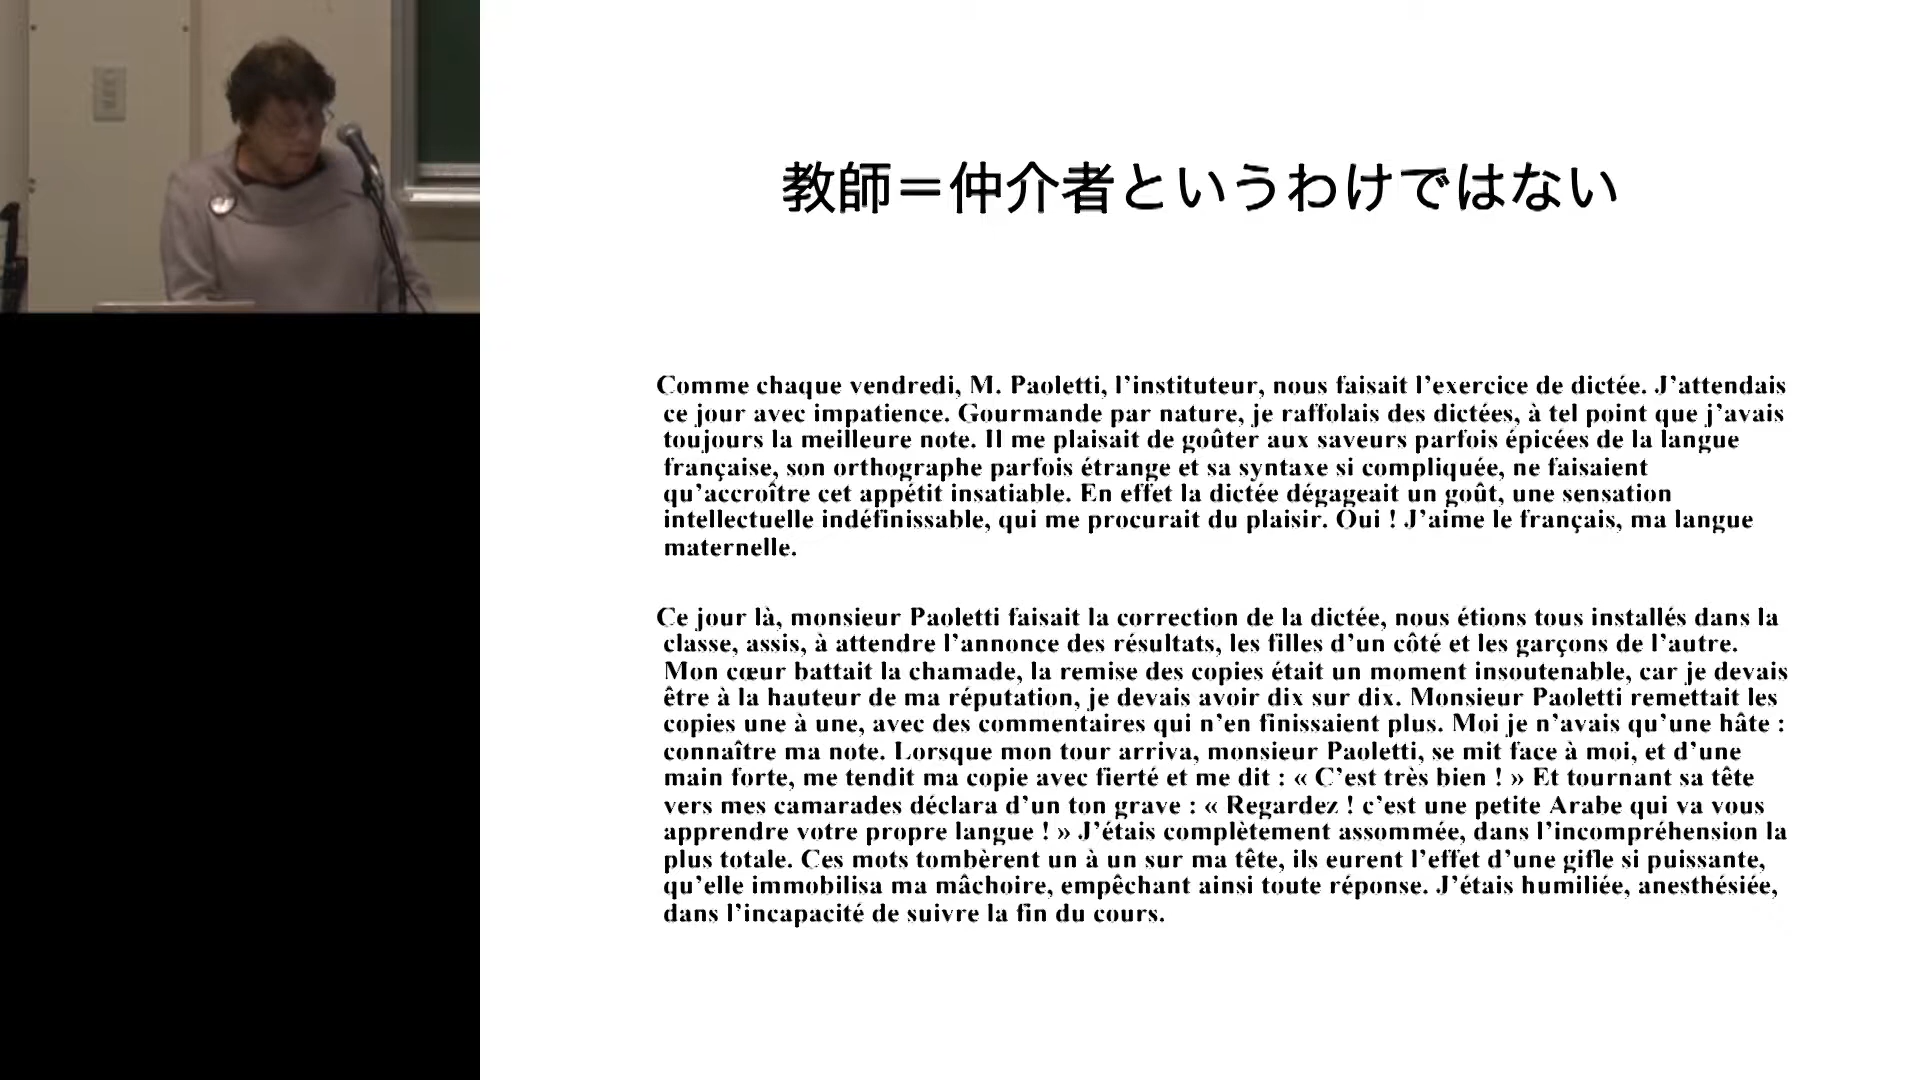 教師＝仲介者というわけではない
Comme chaque vendredi, M. Paoletti, l’instituteur, nous faisait l’exercice de dictée. J’attendais
ce jour avec impatience. Gourmande par nature, je raffolais des dictées, à tel point que j’avais
toujours la meilleure note. Il me plaisait de goûter aux saveurs parfois épicées de la langue
française, son orthographe parfois étrange et sa syntaxe si compliquée, ne faisaient
qu’accroître cet appétit insatiable. En effet la dictée dégageait un goût, une sensation
intellectuelle indéfinissable, qui me procurait du plaisir. Oui ! J’aime le français, ma langue
maternelle.
Ce jour là, monsieur Paoletti faisait la correction de la dictée, nous étions tous installés dans la
classe, assis, à attendre l’annonce des résultats, les filles d’un côté et les garçons de l’autre.
Mon cœur battait la chamade, la remise des copies était un moment insoutenable, car je devais
être à la hauteur de ma réputation, je devais avoir dix sur dix. Monsieur Paoletti remettait les
copies une à une, avec des commentaires qui n’en finissaient plus. Moi je n’avais qu’une hâte :
connaître ma note. Lorsque mon tour arriva, monsieur Paoletti, se mit face à moi, et d’une
main forte, me tendit ma copie avec fierté et me dit : « C’est très bien ! » Et tournant sa tête
vers mes camarades déclara d’un ton grave : « Regardez ! c’est une petite Arabe qui va vous
apprendre votre propre langue ! » J’étais complètement assommée, dans l’incompréhension la
plus totale. Ces mots tombèrent un à un sur ma tête, ils eurent l’effet d’une gifle si puissante,
qu’elle immobilisa ma mâchoire, empêchant ainsi toute réponse. J’étais humiliée, anesthésiée,
dans l’incapacité de suivre la fin du cours.